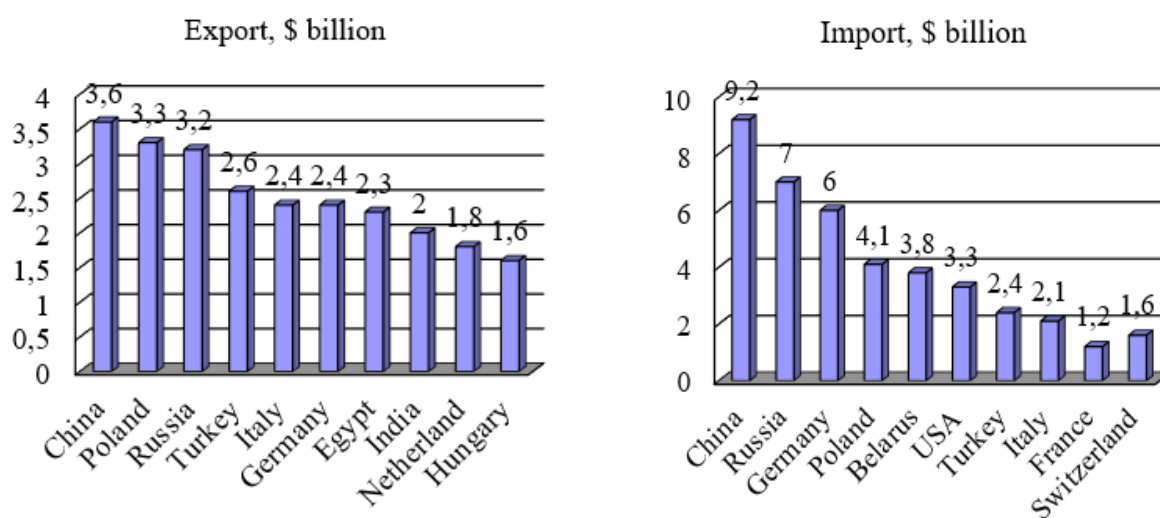 Export, $ billion
4
3,5
3
2,5
2
1,5
1
0,5
0
3,6
3,3
3,2
2,6
2,4
2,4
2,3
2
1,8
1,6
China
Poland
Russia
Turkey
Italy
Germany
Egypt
India
Netherland
Hungary
Import, $ billion
10
8
6
4
2
0
9,2
7
6
4,1
3,8
3,3
2,4
2,1
1,2
1,6
China
Russia
Germany
Poland
Belarus
USA
Turkey
Italy
France
Switzerland